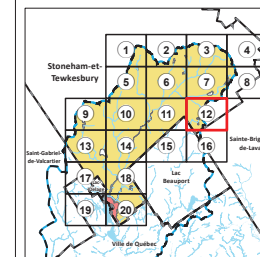 1 2 3 4
Stoneham-et-
Tewkesbury
5 6 7 8
9 10 11 12
Sainte-Brig
de-Lava
Saint-Gabriel
de-Valcartier
13 14 15 16
Lac
Beauport
17 18
19 20
Ville de Québec